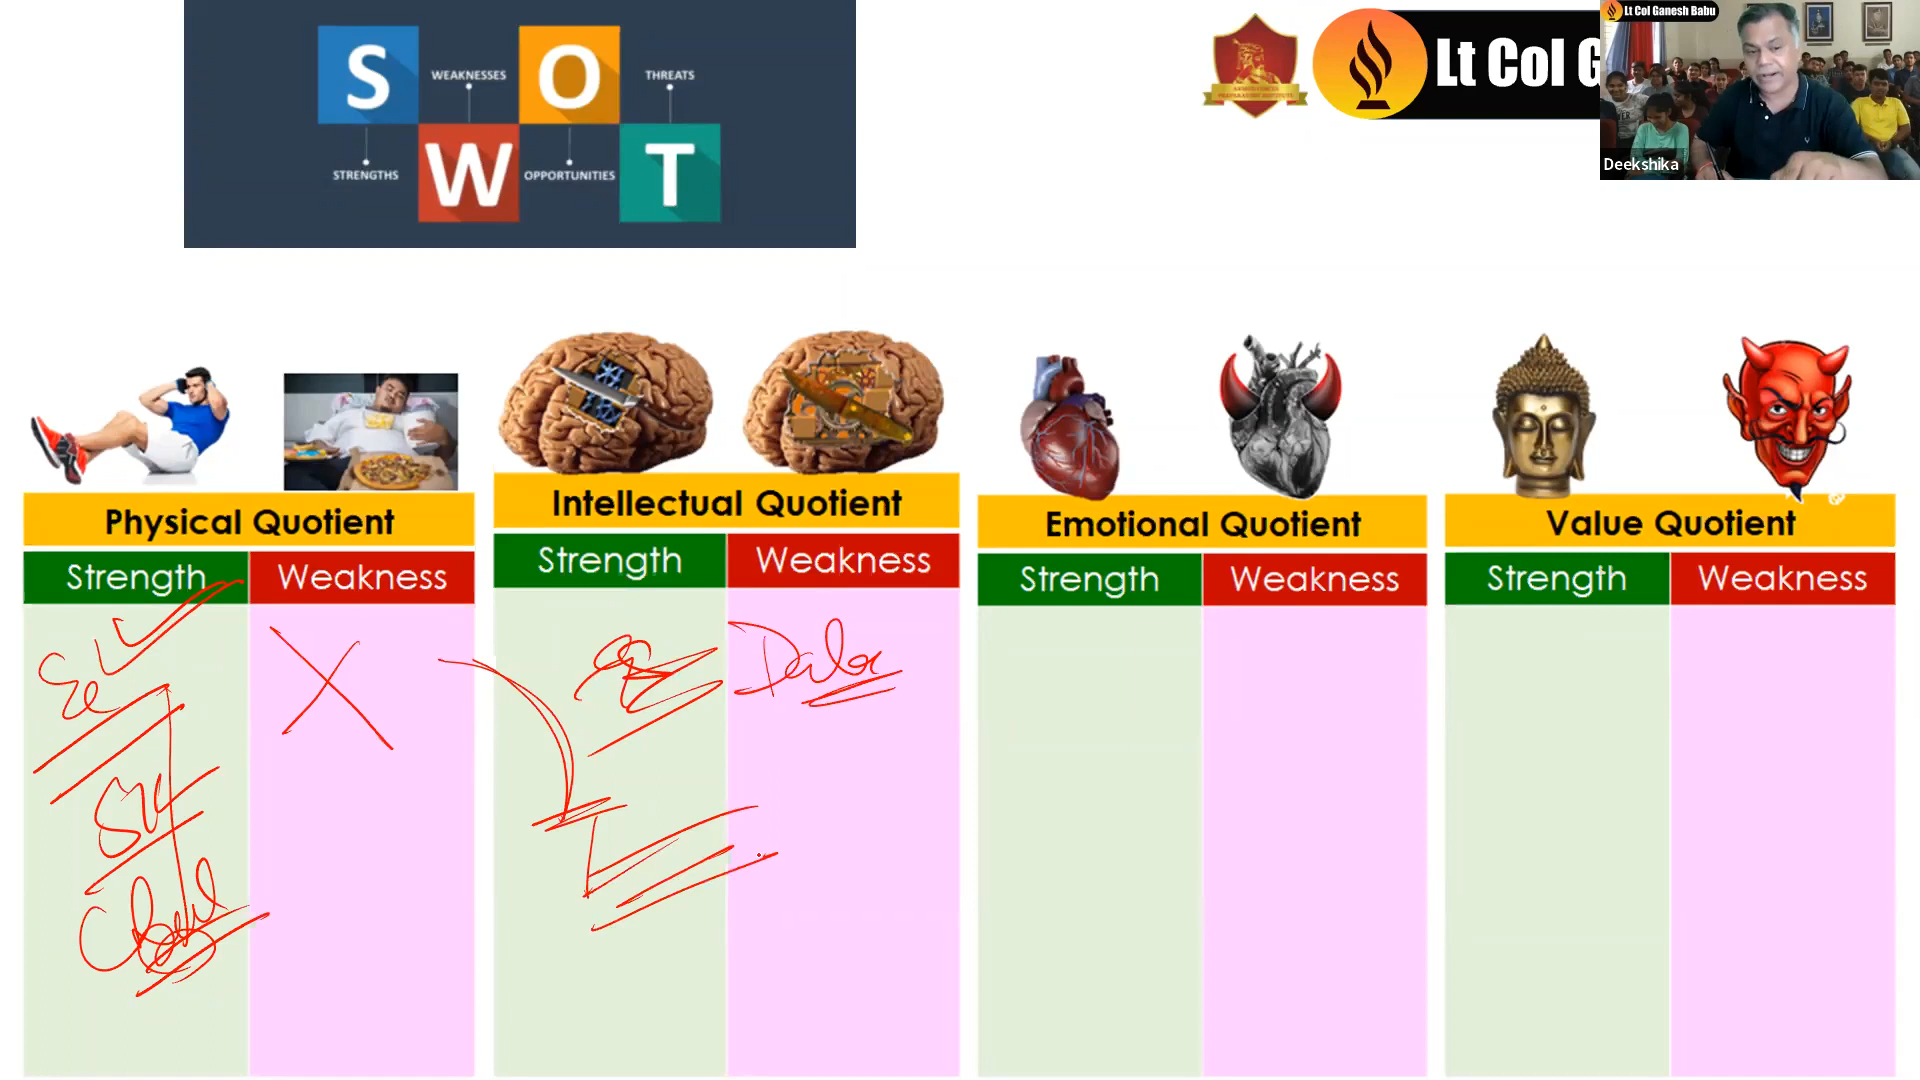 S
WEAKNESSES
O
THREATS
STRENGTHS
W
OPPORTUNITIES
T
Lt Col G
Lt Col Ganesh Babu
Deekshika
Physical Quotient
Strength Weakness
Intellectual Quotient
Strength Weakness
Emotional Quotient
Strength Weakness
Value Quotient
Strength Weakness